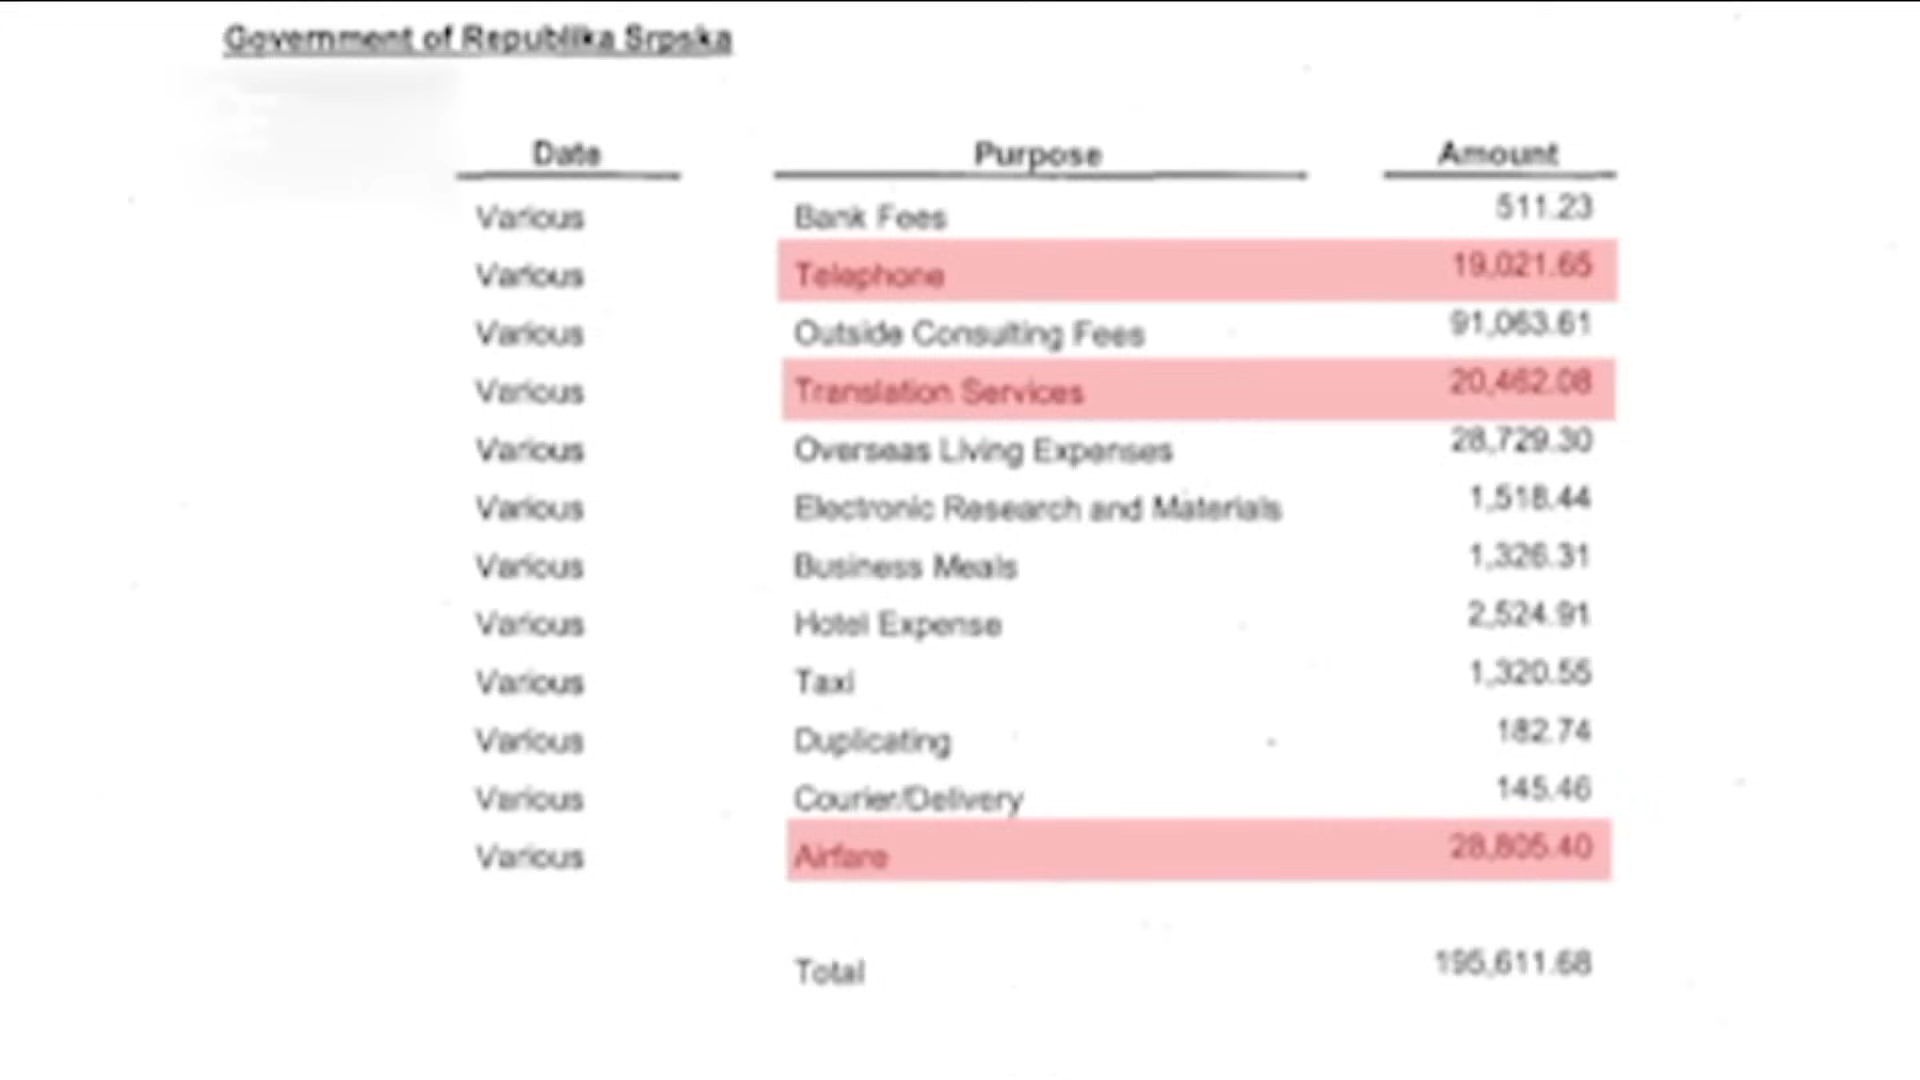 Government of Republika Srpska
Date Purpose Amount
Various Bank Fees 511.23
Various Telephone 19,021.65
Various Outside Consulting Fees 91,063.61
Various Translation Services 20,462.08
Various Overseas Living Expenses 28,729.30
Various Electronic Research and Materials 1,518.44
Various Business Meals 1,326.31
Various Hotel Expense 2,524.91
Various Taxi 1,320.55
Various Duplicating 182.74
Various Courier/Delivery 145.46
Various Airfare 28,805.40
Total 195,611.68